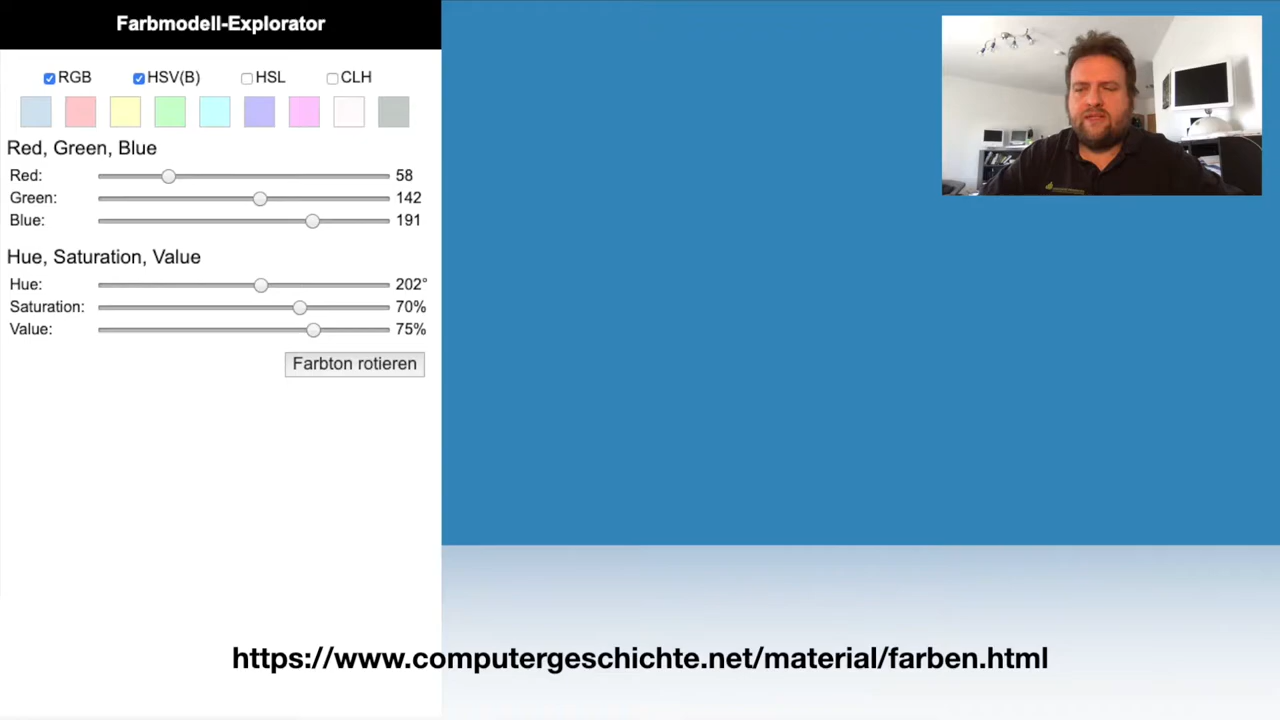 Farbmodell-Explorator
RGB HSV(B) HSL CLH
Red, Green, Blue
Red: 58
Green: 142
Blue: 191
Hue, Saturation, Value
Hue: 202°
Saturation: 70%
Value: 75%
Farbton rotieren
https://www.computergeschichte.net/material/farben.html